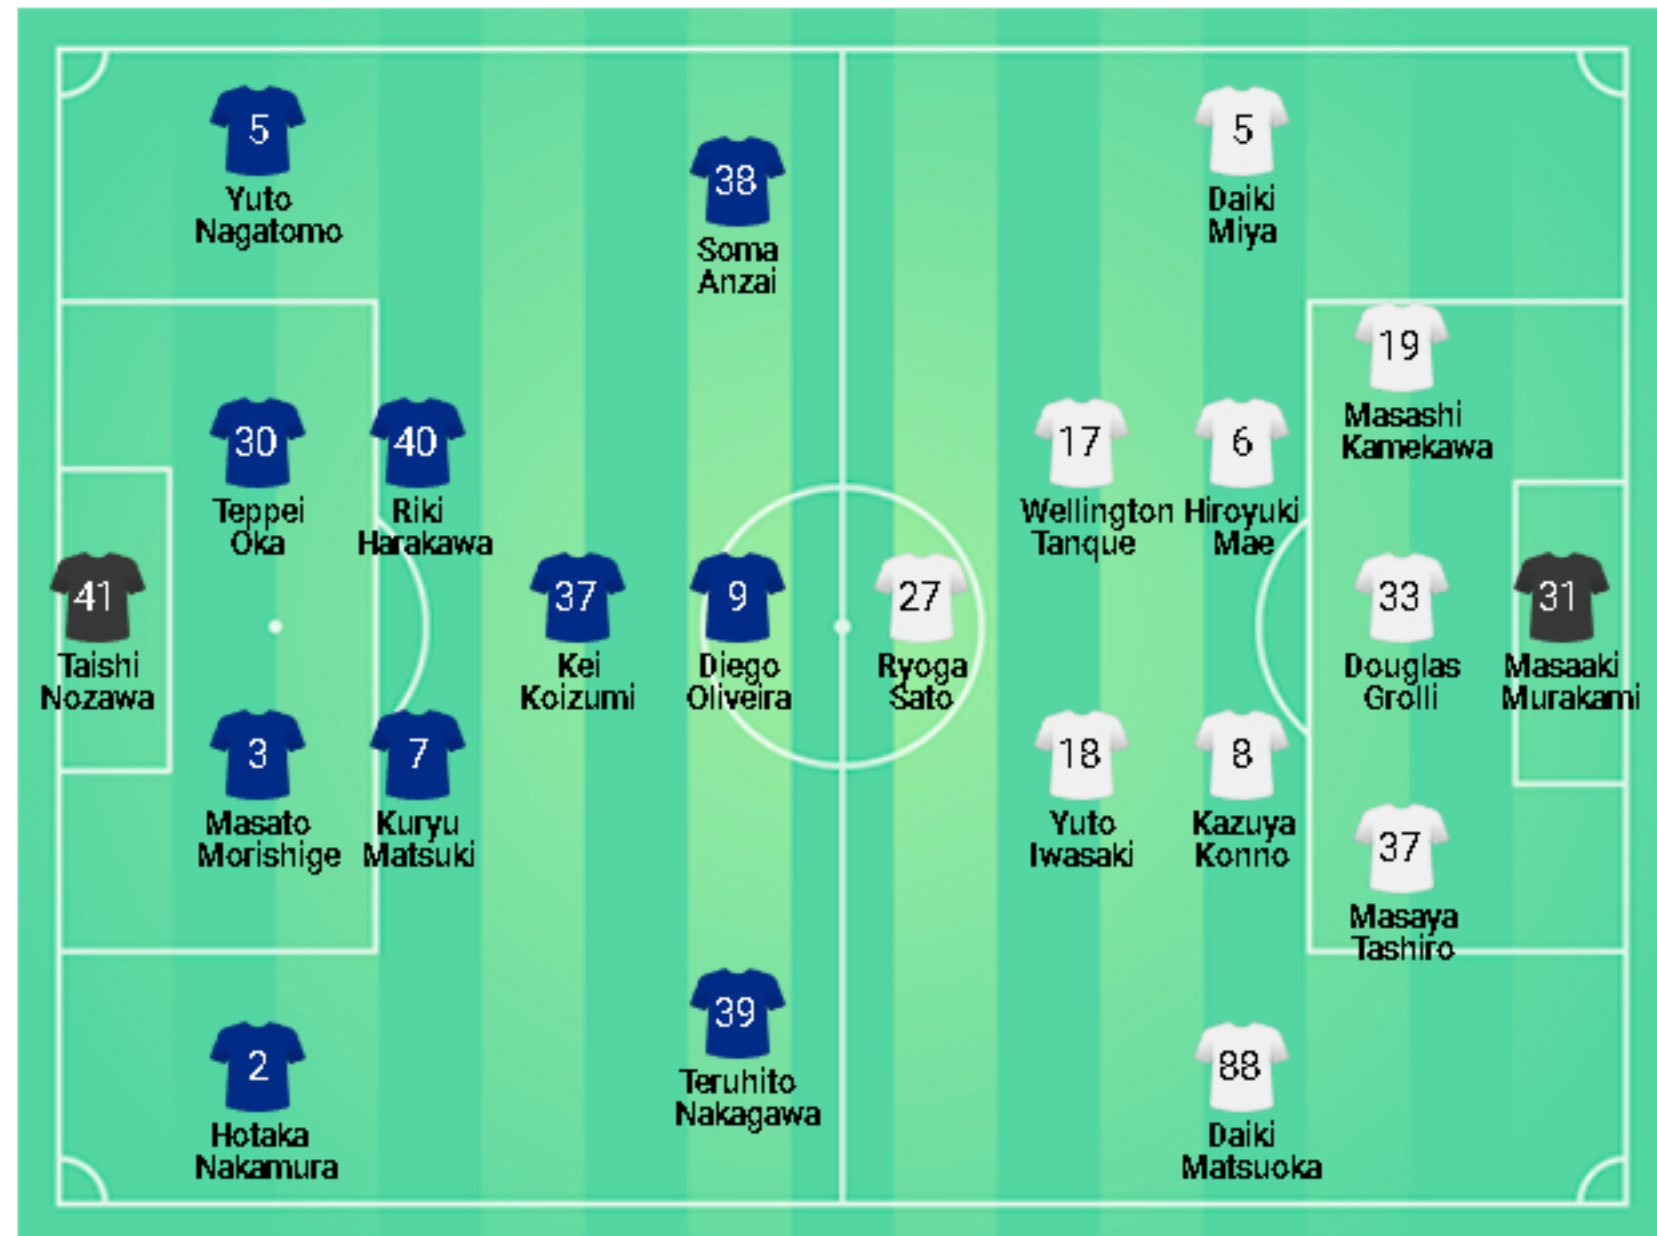 5
Yuto
Nagatomo
30
Teppei
Oka
3
Masato
Morishige
2
Hotaka
Nakamura
41
Taishi
Nozawa
40
Riki
Harakawa
7
Kuryu
Matsuki
37
Kei
Koizumi
38
Soma
Anzai
9
Diego
Oliveira
39
Teruhito
Nakagawa
27
Ryoga
Sato
17
Wellington
Tanque
18
Yuto
Iwasaki
5
Daiki
Miya
6
Hiroyuki
Mae
8
Kazuya
Konno
88
Daiki
Matsuoka
19
Masashi
Kamekawa
33
Douglas
Grolli
37
Masaya
Tashiro
31
Masaaki
Murakami